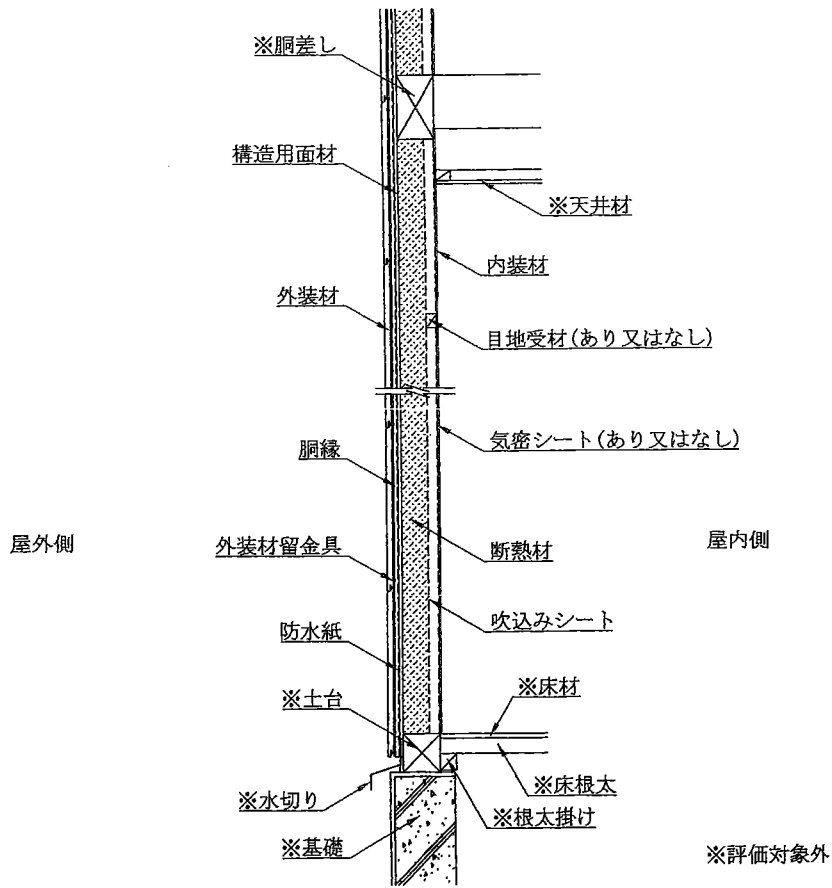 ※胴差し
構造用面材
※天井材
内装材
外装材
目地受材(あり又はなし)
気密シート(あり又はなし)
胴縁
屋外側
外装材留金具
断熱材
屋内側
吹込みシート
防水紙
※床材
※土台
※床根太
※水切り
※根太掛け
※基礎
※評価対象外